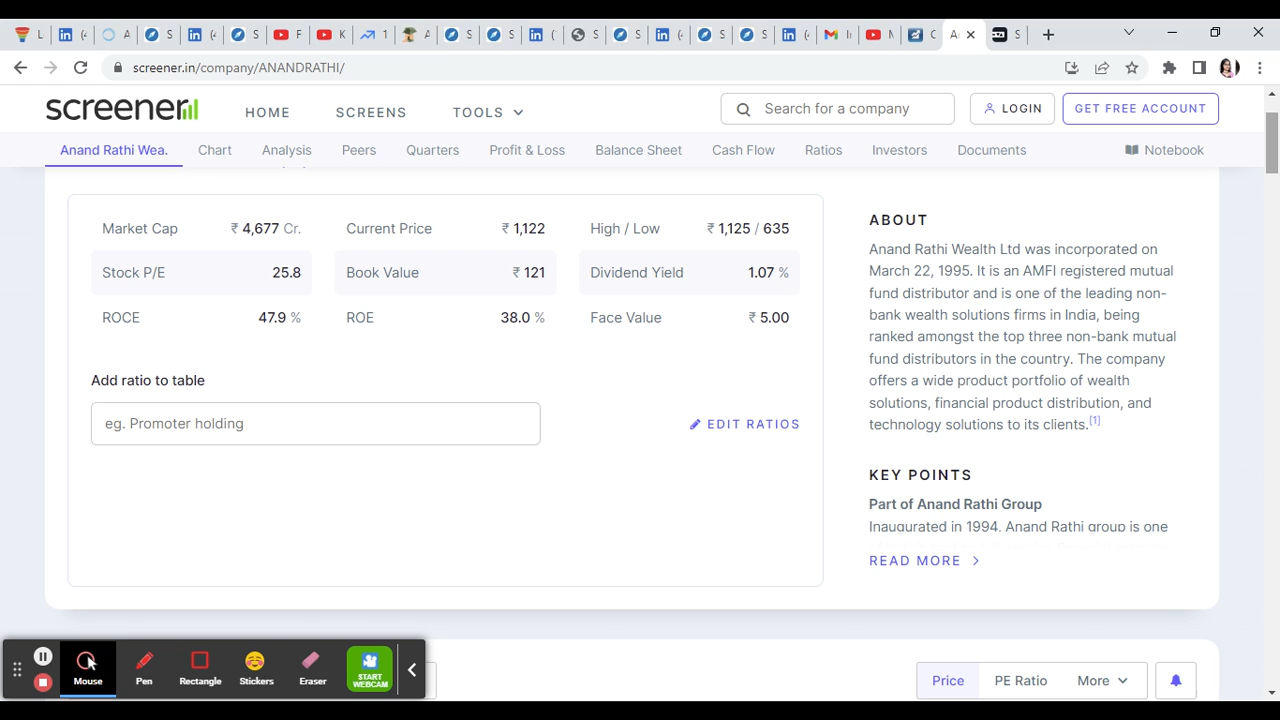 screener.in/company/ANANDRATHI/
screener
HOME
SCREENS
TOOLS
Search for a company
LOGIN
GET FREE ACCOUNT
Anand Rathi Wea.
Chart
Analysis
Peers
Quarters
Profit & Loss
Balance Sheet
Cash Flow
Ratios
Investors
Documents
Notebook
Market Cap ₹ 4,677 Cr.
Current Price ₹ 1,122
High / Low ₹ 1,125 / 635
Stock P/E 25.8
Book Value ₹ 121
Dividend Yield 1.07 %
ROCE 47.9 %
ROE 38.0 %
Face Value ₹ 5.00
Add ratio to table
eg. Promoter holding
EDIT RATIOS
ABOUT
Anand Rathi Wealth Ltd was incorporated on
March 22, 1995. It is an AMFI registered mutual
fund distributor and is one of the leading non-
bank wealth solutions firms in India, being
ranked amongst the top three non-bank mutual
fund distributors in the country. The company
offers a wide product portfolio of wealth
solutions, financial product distribution, and
technology solutions to its clients.[1]
KEY POINTS
Part of Anand Rathi Group
Inaugurated in 1994, Anand Rathi group is one
READ MORE
Price
PE Ratio
More
Mouse
Pen
Rectangle
Stickers
Eraser
START
WEBCAM